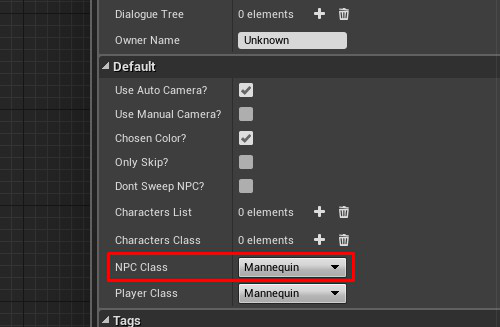 Dialogue Tree 0 elements
Owner Name Unknown
Default
Use Auto Camera?
Use Manual Camera?
Chosen Color?
Only Skip?
Dont Sweep NPC?
Characters List 0 elements
Characters Class 0 elements
NPC Class Mannequin
Player Class Mannequin
Tags